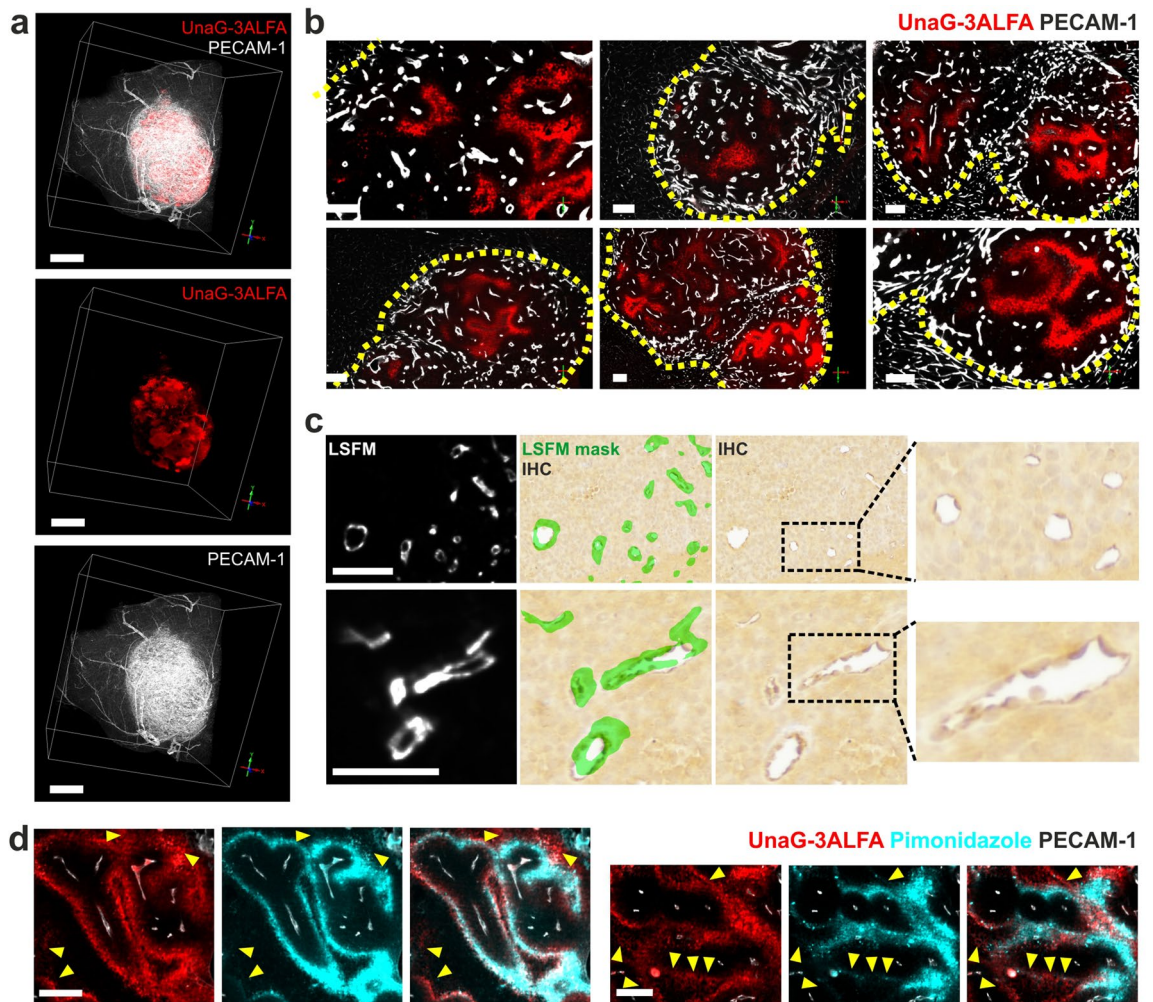 a
UnaG-3ALFA
PECAM-1
UnaG-3ALFA
PECAM-1
b
UnaG-3ALFA PECAM-1
c
LSFM
LSFM mask
IHC
IHC
d
UnaG-3ALFA Pimonidazole PECAM-1